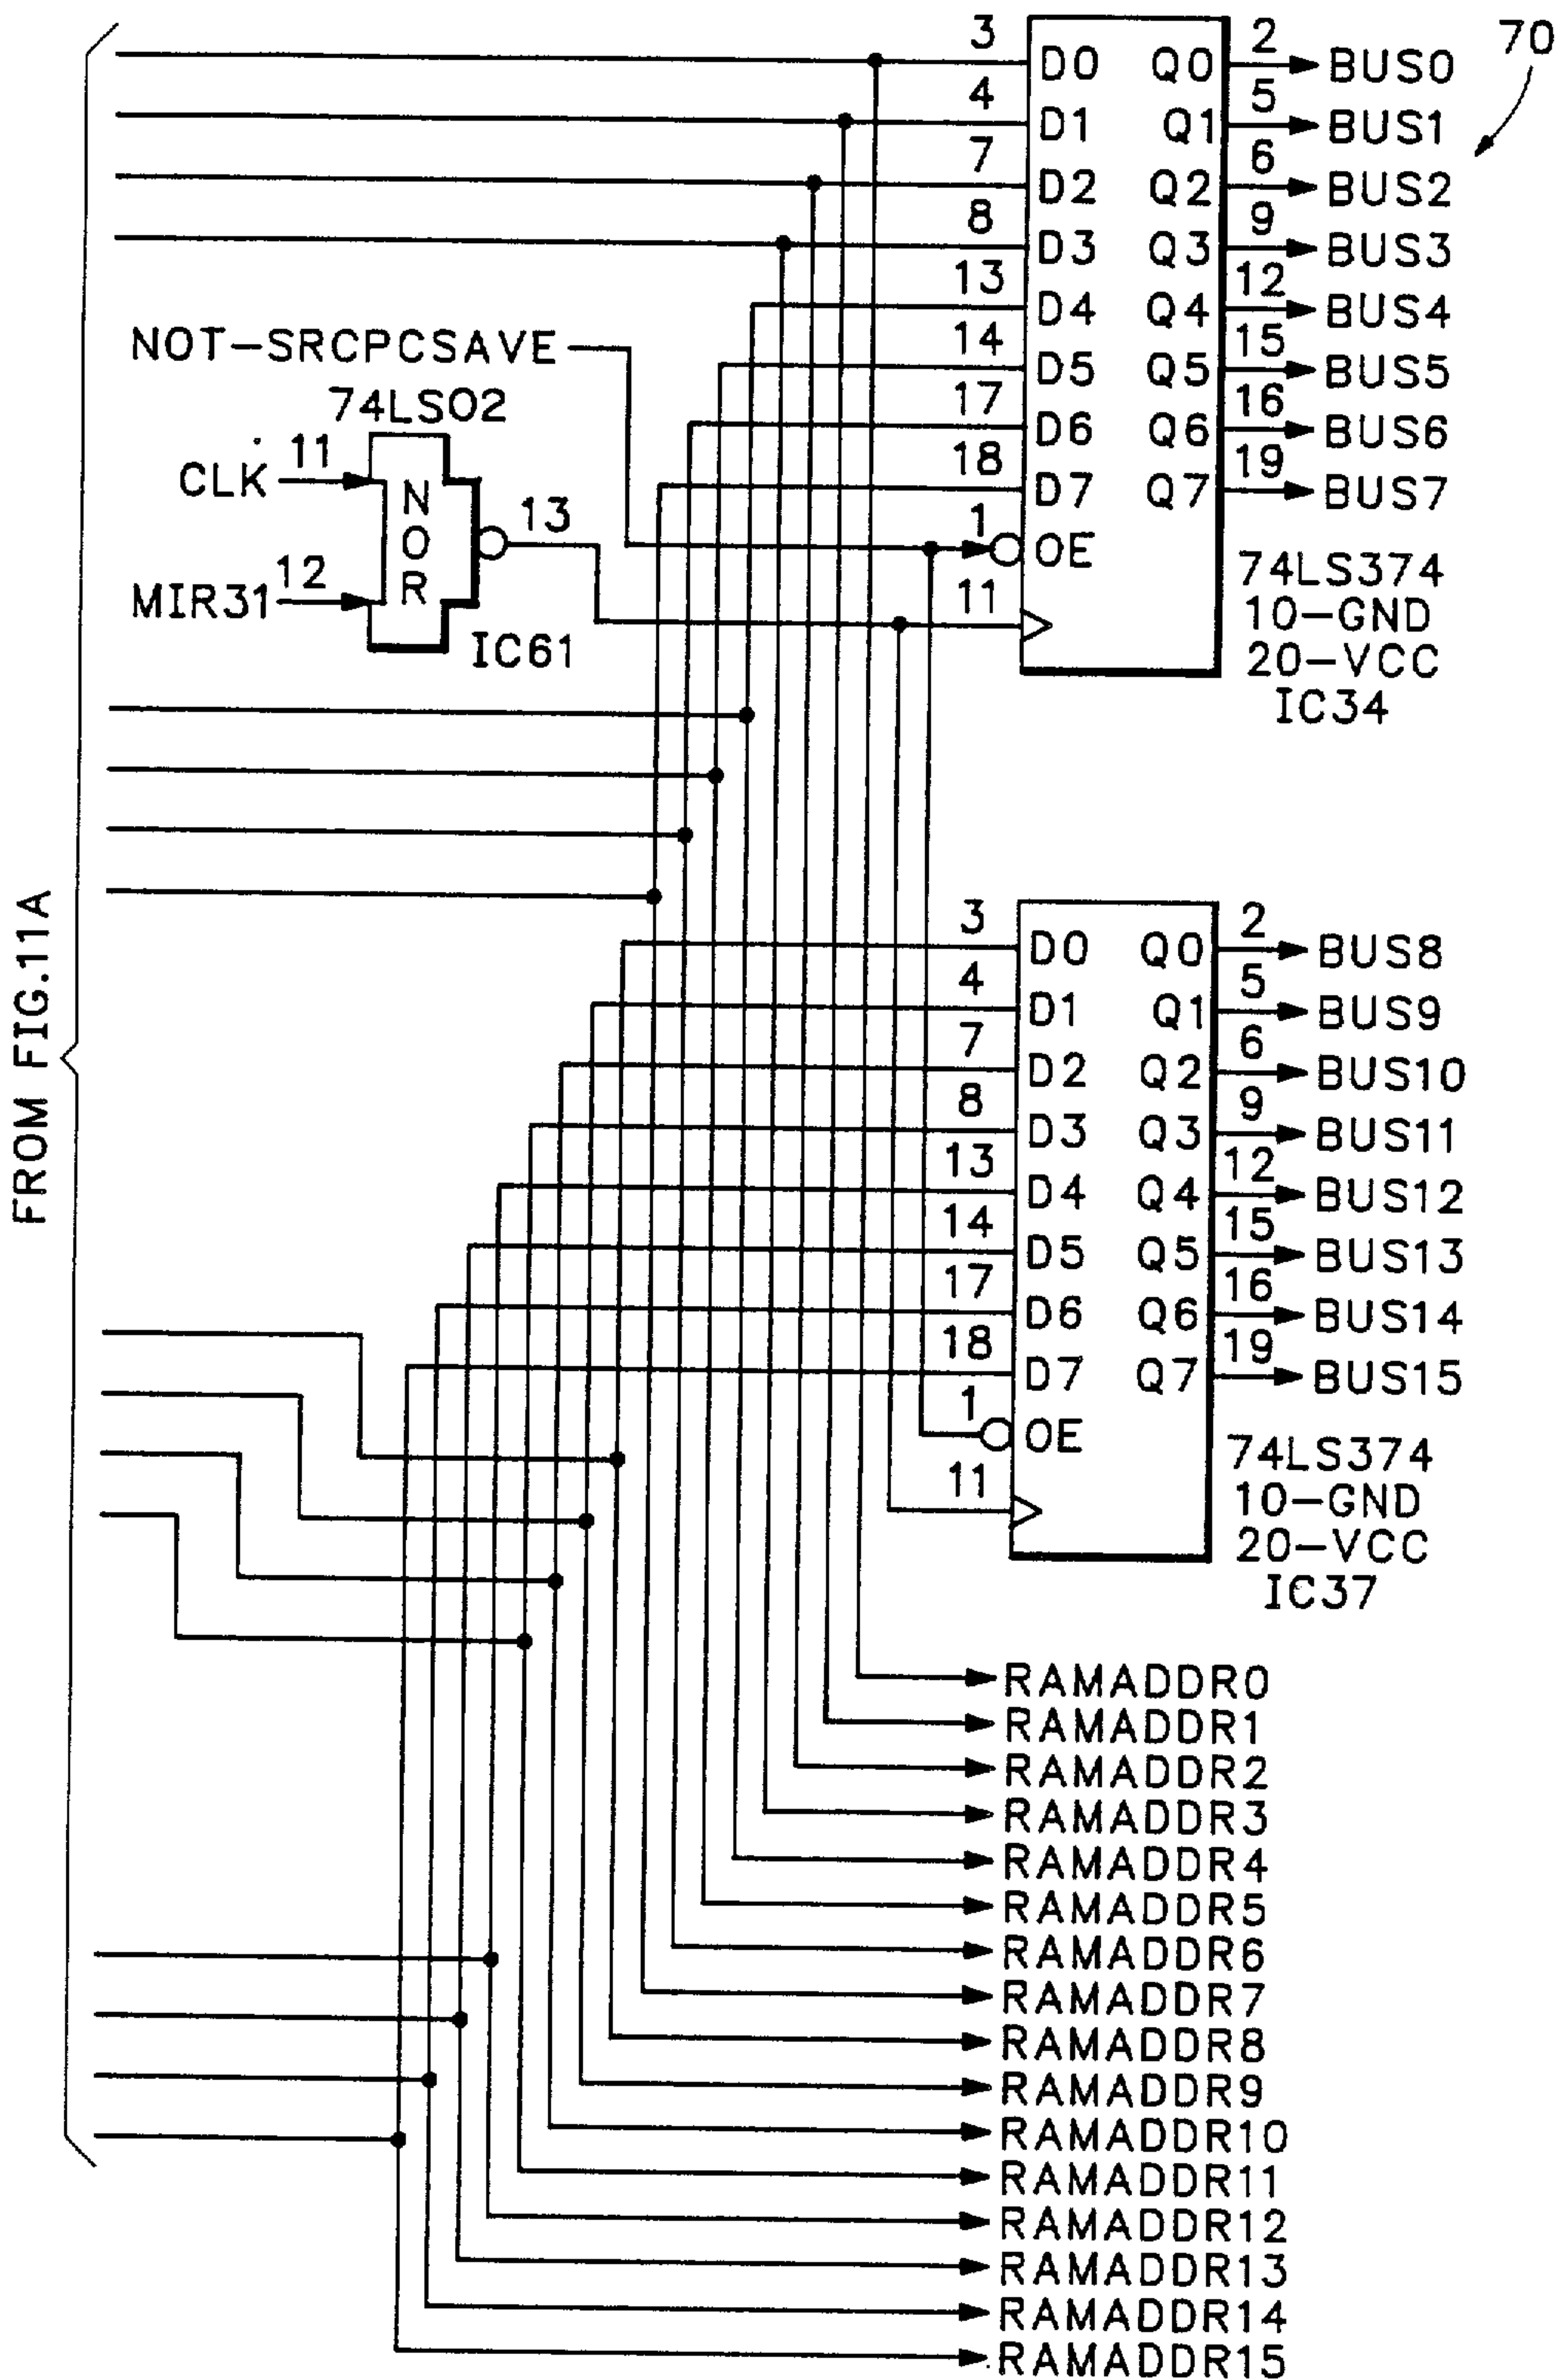 70
3 D0 Q0 2 BUS0
4 D1 Q1 5 BUS1
7 D2 Q2 6 BUS2
8 D3 Q3 9 BUS3
13 D4 Q4 12 BUS4
NOT-SRCPCSAVE
14 D5 Q5 15 BUS5
74LS02
17 D6 Q6 16 BUS6
CLK 11
18 D7 Q7 19 BUS7
NOR
13
1 OE
MIR31 12
11
IC61
74LS374
10-GND
20-VCC
IC34
FROM FIG.11A
3 D0 Q0 2 BUS8
4 D1 Q1 5 BUS9
7 D2 Q2 6 BUS10
8 D3 Q3 9 BUS11
13 D4 Q4 12 BUS12
14 D5 Q5 15 BUS13
17 D6 Q6 16 BUS14
18 D7 Q7 19 BUS15
1 OE
11
74LS374
10-GND
20-VCC
IC37
RAMADDR0
RAMADDR1
RAMADDR2
RAMADDR3
RAMADDR4
RAMADDR5
RAMADDR6
RAMADDR7
RAMADDR8
RAMADDR9
RAMADDR10
RAMADDR11
RAMADDR12
RAMADDR13
RAMADDR14
RAMADDR15